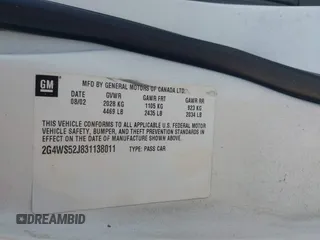 GM
MFD BY GENERAL MOTORS OF CANADA LTD.
DATE GVWR GAWR FRT GAWR RR
08/02 2028 KG 1105 KG 923 KG
4469 LB 2435 LB 2034 LB
THIS VEHICLE CONFORMS TO ALL APPLICABLE U.S. FEDERAL MOTOR
VEHICLE SAFETY, BUMPER, AND THEFT PREVENTION STANDARDS
IN EFFECT ON THE DATE OF MANUFACTURE SHOWN ABOVE.
2G4WS52J831138011 TYPE: PASS CAR
DREAMBID